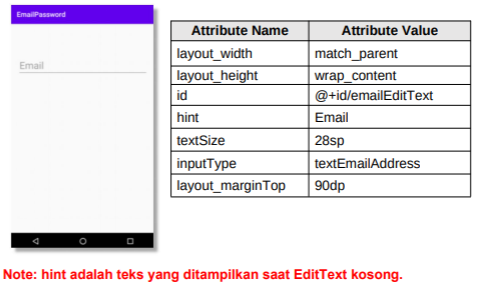 EmailPassword
Email
Attribute Name Attribute Value
layout_width match_parent
layout_height wrap_content
id @+id/emailEditText
hint Email
textSize 28sp
inputType textEmailAddress
layout_marginTop 90dp
Note: hint adalah teks yang ditampilkan saat EditText kosong.